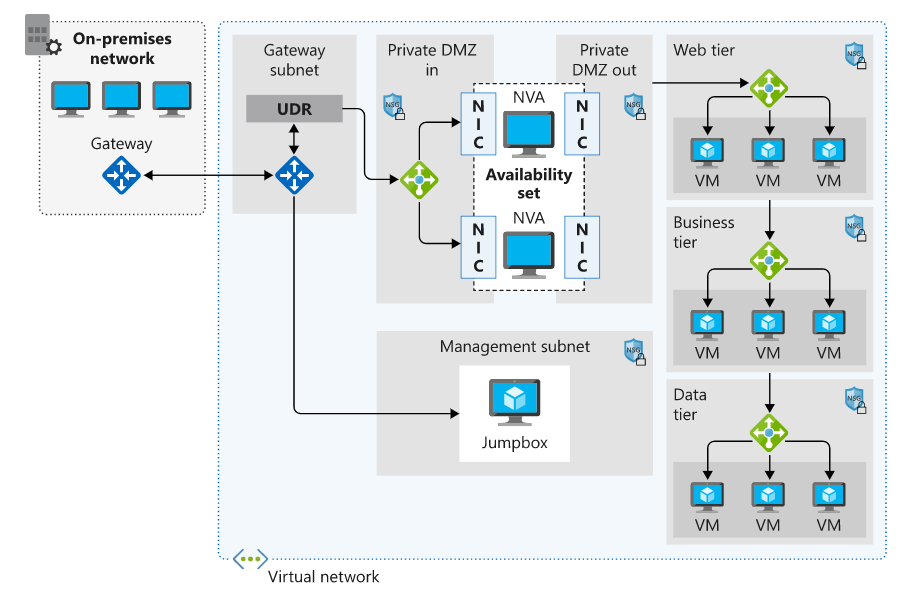 On-premises
network
Gateway
Gateway
subnet
UDR
Private DMZ
in
NSG
N
I
C
NVA
N
I
C
Availability
set
N
I
C
NVA
N
I
C
Private
DMZ out
NSG
Management subnet
NSG
Jumpbox
Web tier
NSG
VM
VM
VM
Business
tier
NSG
VM
VM
VM
Data
tier
NSG
VM
VM
VM
Virtual network